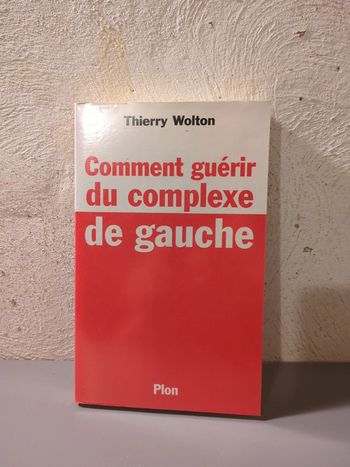 Thierry Wolton
Comment guérir
du complexe
de gauche
Plon